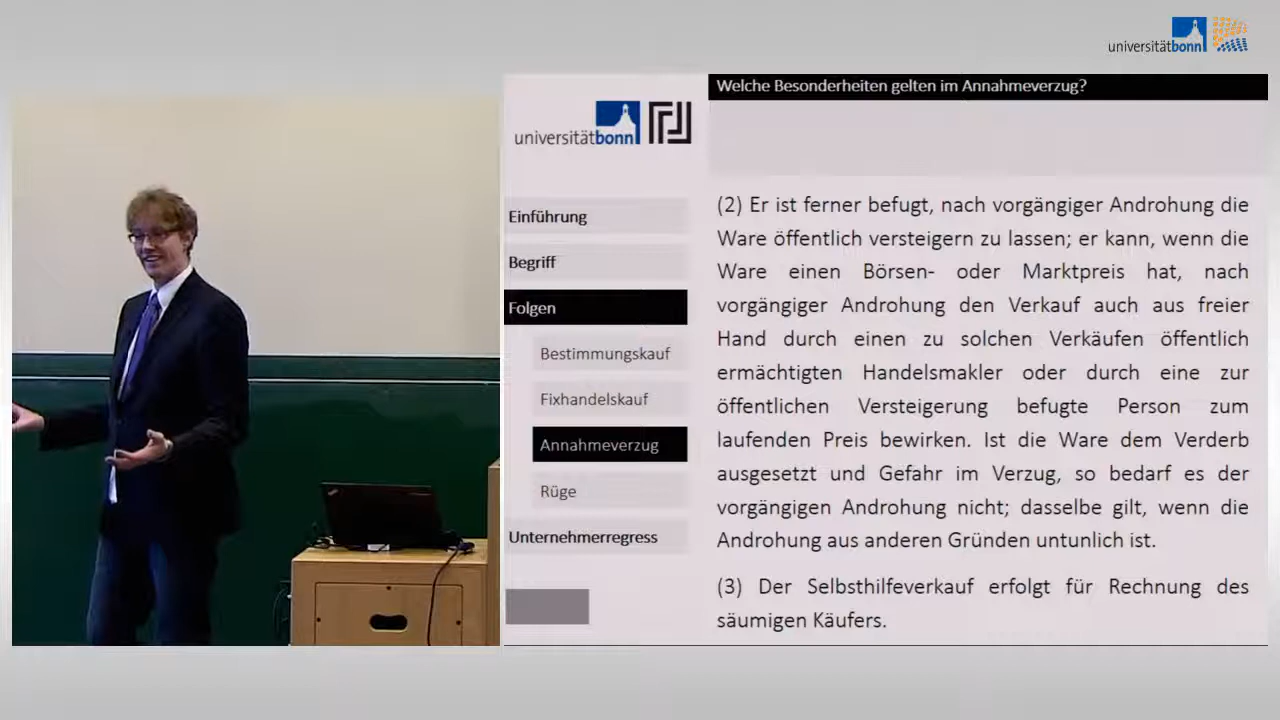 universitätbonn
Welche Besonderheiten gelten im Annahmeverzug?
universitätbonn
Einführung
Begriff
Folgen
Bestimmungskauf
Fixhandelskauf
Annahmeverzug
Rüge
Unternehmerregress
(2) Er ist ferner befugt, nach vorgängiger Androhung die
Ware öffentlich versteigern zu lassen; er kann, wenn die
Ware einen Börsen- oder Marktpreis hat, nach
vorgängiger Androhung den Verkauf auch aus freier
Hand durch einen zu solchen Verkäufen öffentlich
ermächtigten Handelsmakler oder durch eine zur
öffentlichen Versteigerung befugte Person zum
laufenden Preis bewirken. Ist die Ware dem Verderb
ausgesetzt und Gefahr im Verzug, so bedarf es der
vorgängigen Androhung nicht; dasselbe gilt, wenn die
Androhung aus anderen Gründen untunlich ist.
(3) Der Selbsthilfeverkauf erfolgt für Rechnung des
säumigen Käufers.